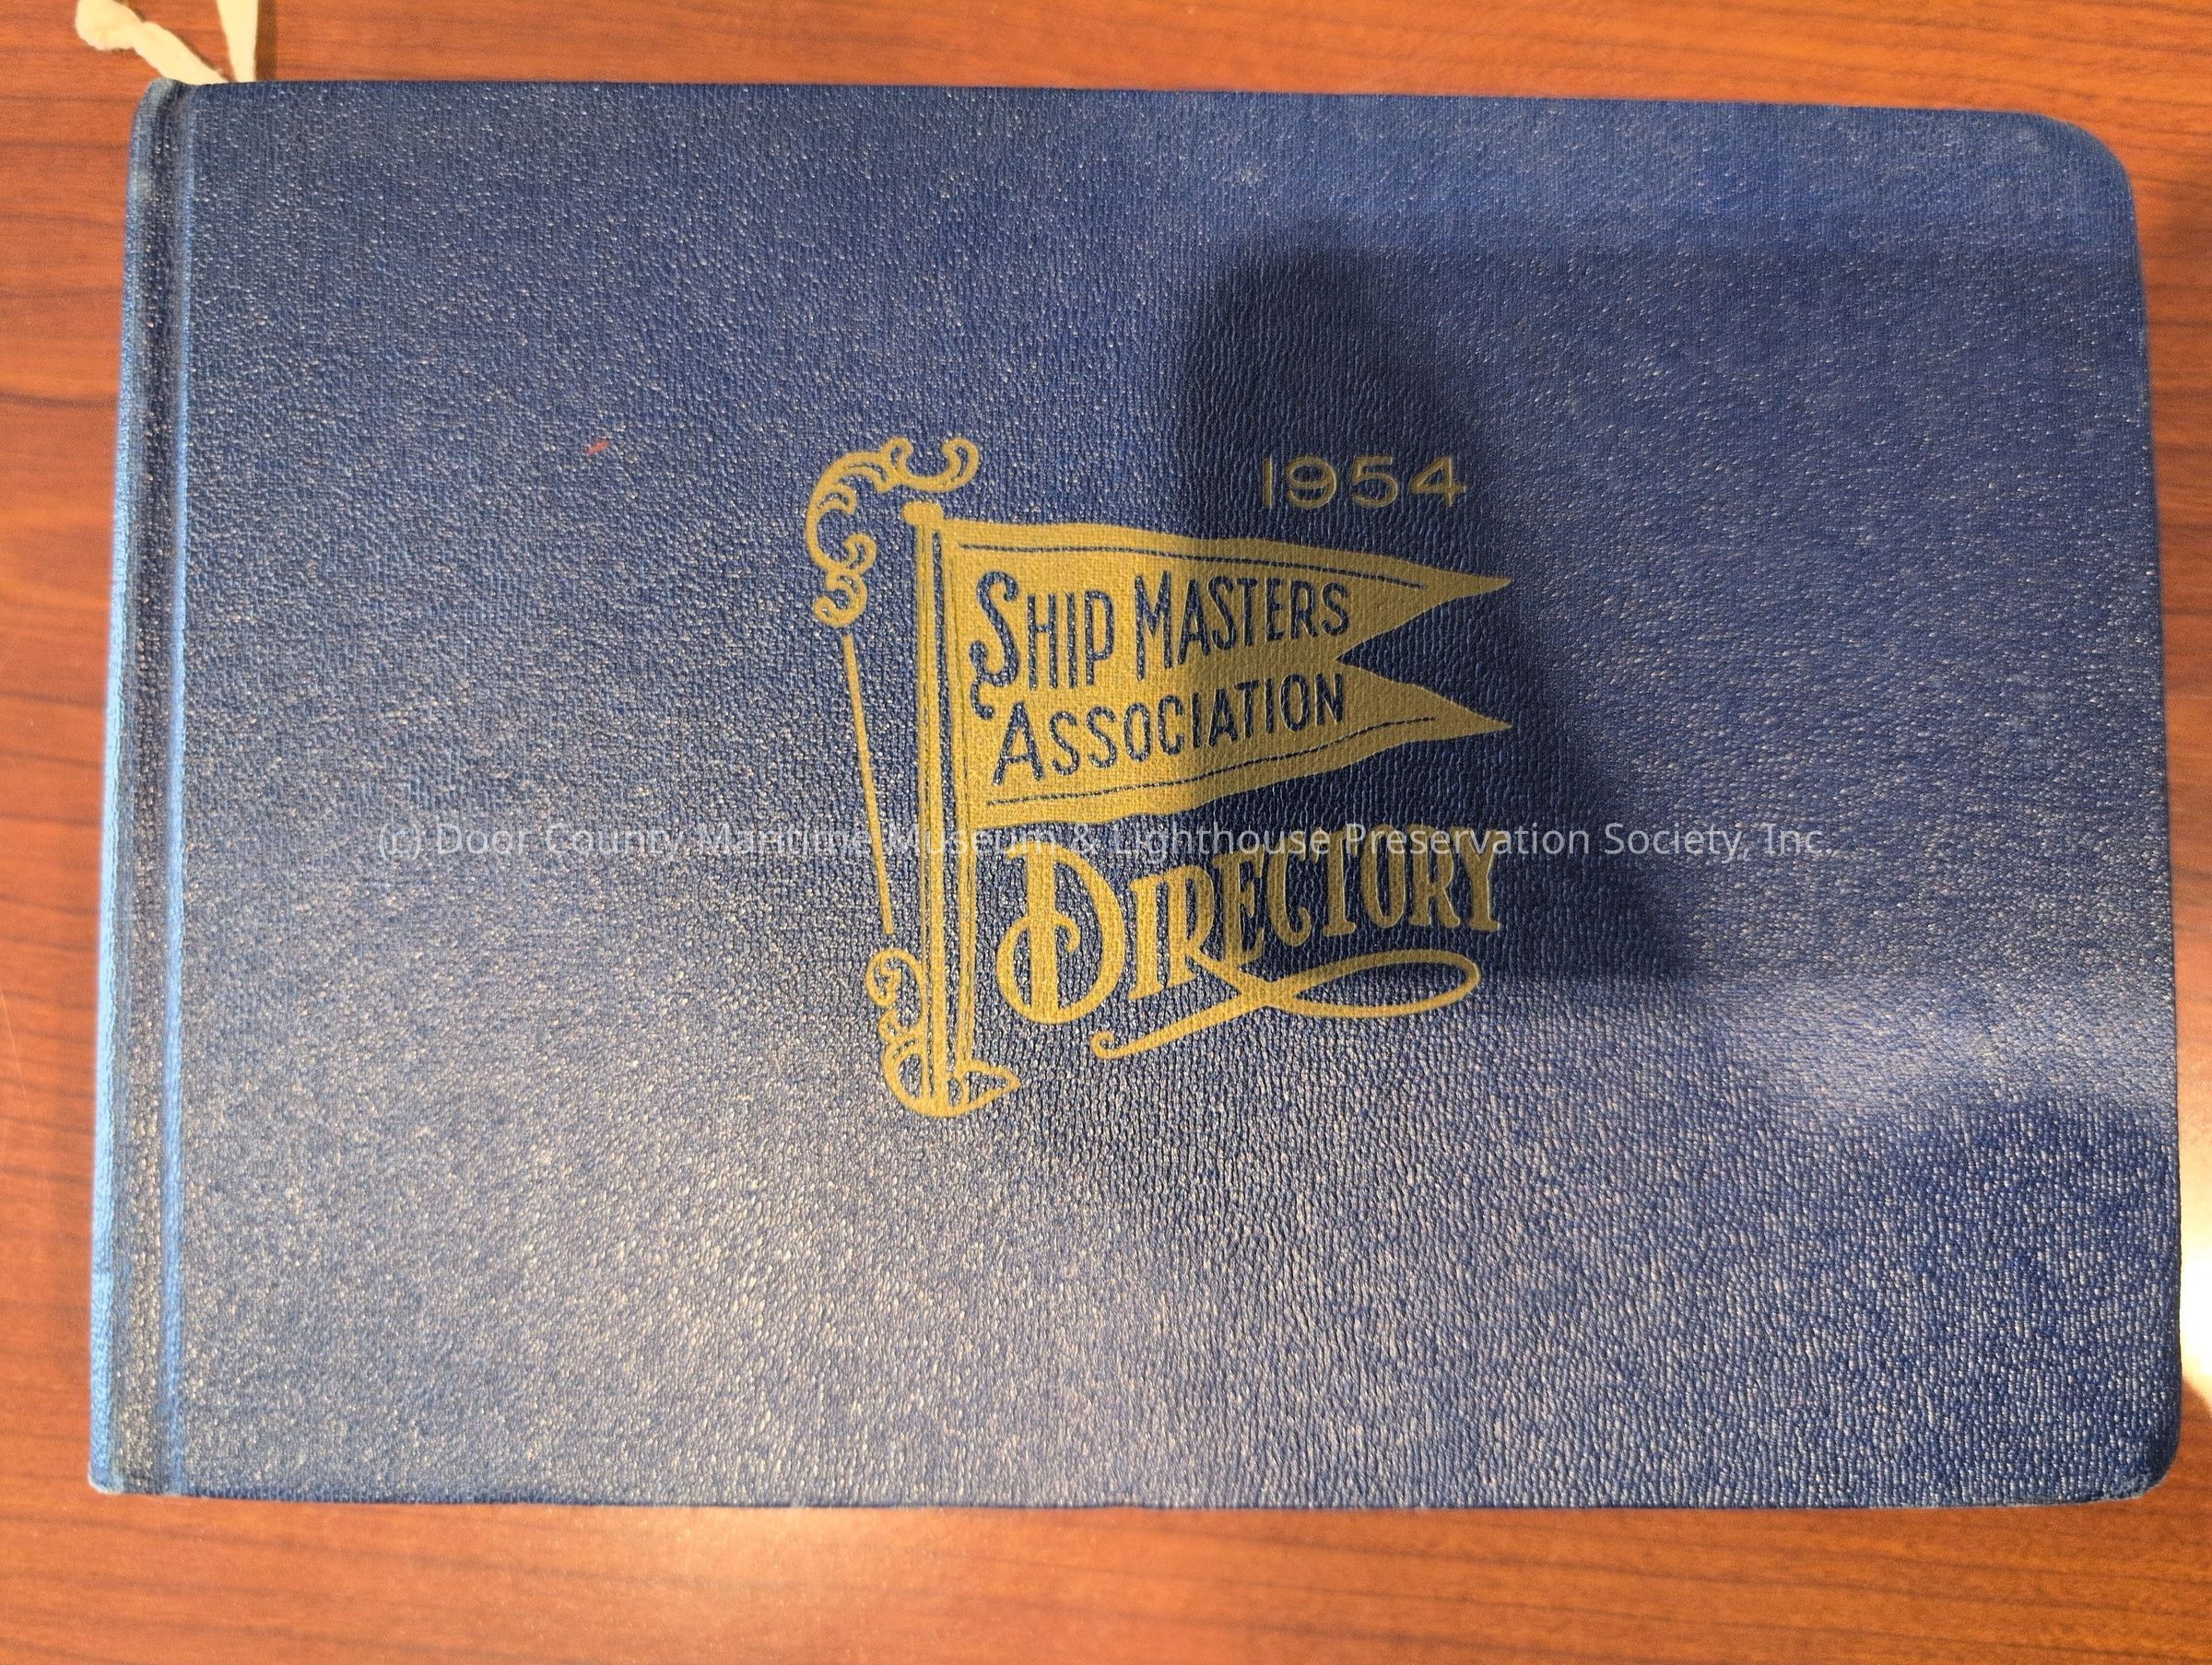 1954
SHIP MASTERS
ASSOCIATION
DIRECTORY
(c) Door County Maritime Museum & Lighthouse Preservation Society, Inc.